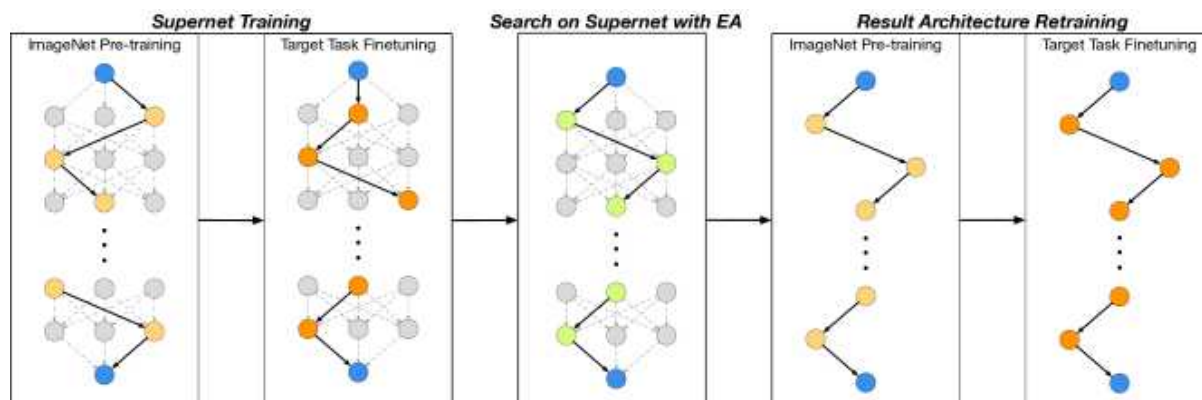 Supernet Training
Search on Supernet with EA
Result Architecture Retraining
ImageNet Pre-training
Target Task Finetuning
ImageNet Pre-training
Target Task Finetuning